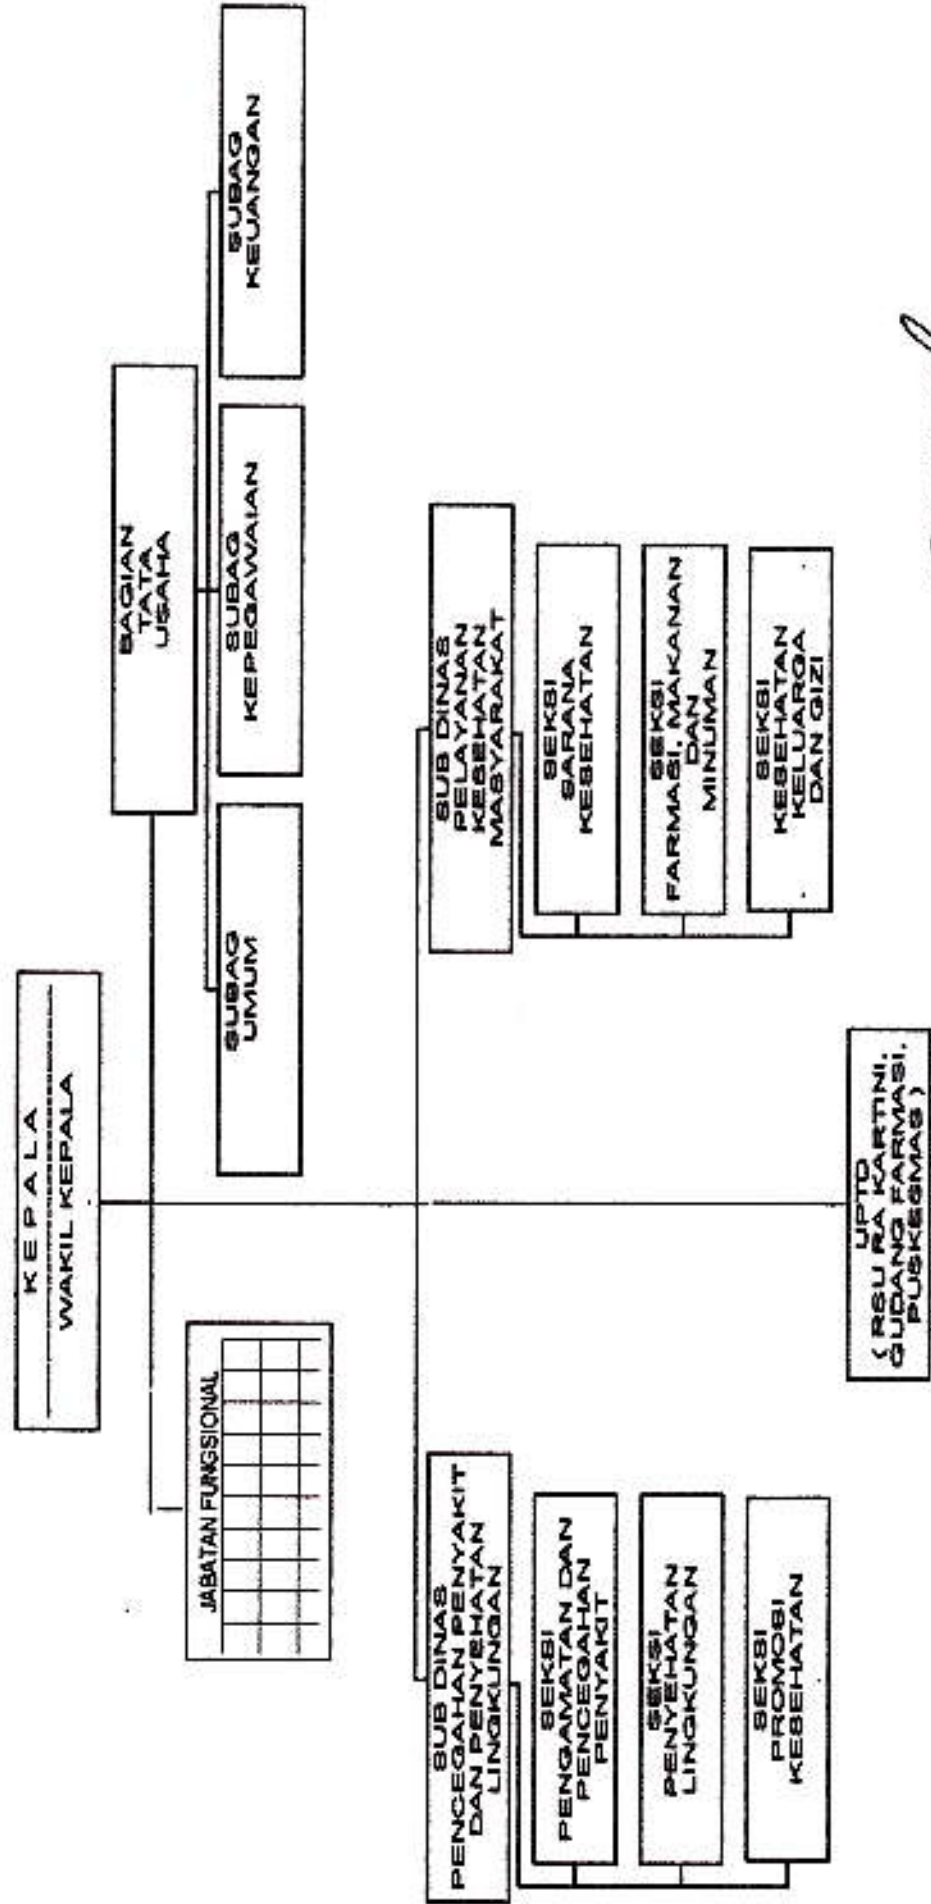 K E P A L A
WAKIL KEPALA
BAGIAN
TATA
USAHA
JABATAN FUNGSIONAL
SUBAG
UMUM
SUBAG
KEPEGAWAIAN
SUBAG
KEUANGAN
SUB DINAS
PENCEGAHAN PENYAKIT
DAN PENYEHATAN
LINGKUNGAN
SEKSI
PENGAMATAN DAN
PENCEGAHAN
PENYAKIT
SEKSI
PENYEHATAN
LINGKUNGAN
SEKSI
PROMOSI
KESEHATAN
SUB DINAS
PELAYANAN
KESEHATAN
MASYARAKAT
SEKSI
SARANA
KESEHATAN
SEKSI
FARMASI, MAKANAN
DAN
MINUMAN
SEKSI
KESEHATAN
KELUARGA
DAN GIZI
UPTD
( RSU RA KARTINI,
GUDANG FARMASI,
PUSKESMAS )